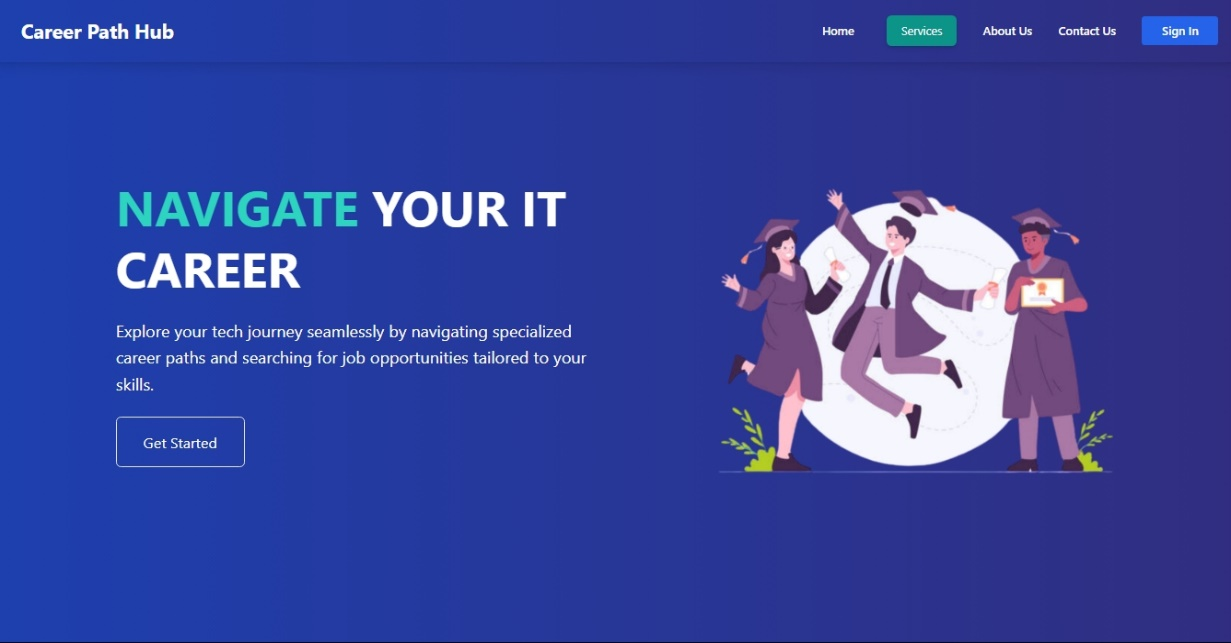 Career Path Hub
Home
Services
About Us
Contact Us
Sign In
NAVIGATE YOUR IT
CAREER
Explore your tech journey seamlessly by navigating specialized
career paths and searching for job opportunities tailored to your
skills.
Get Started